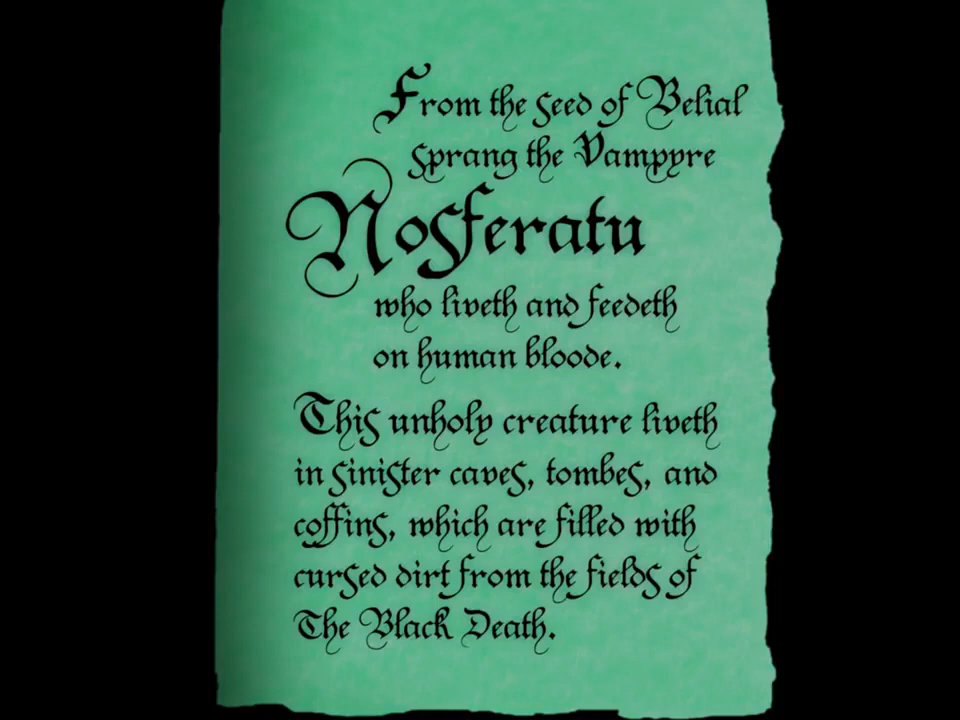 From the seed of Belial
sprang the Vampyre
Nosferatu
who liveth and feedeth
on human bloode.
This unholy creature liveth
in sinister caves, tombes, and
coffins, which are filled with
cursed dirt from the fields of
The Black Death.